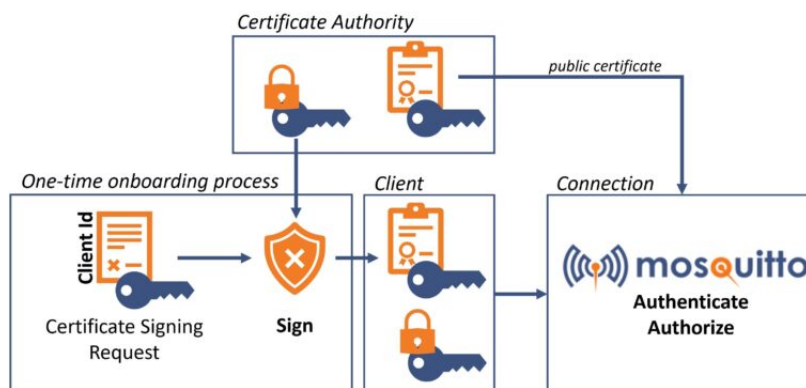 Certificate Authority
public certificate
One-time onboarding process
Client
Connection
Client Id
Certificate Signing
Request
Sign
mosquitto
Authenticate
Authorize